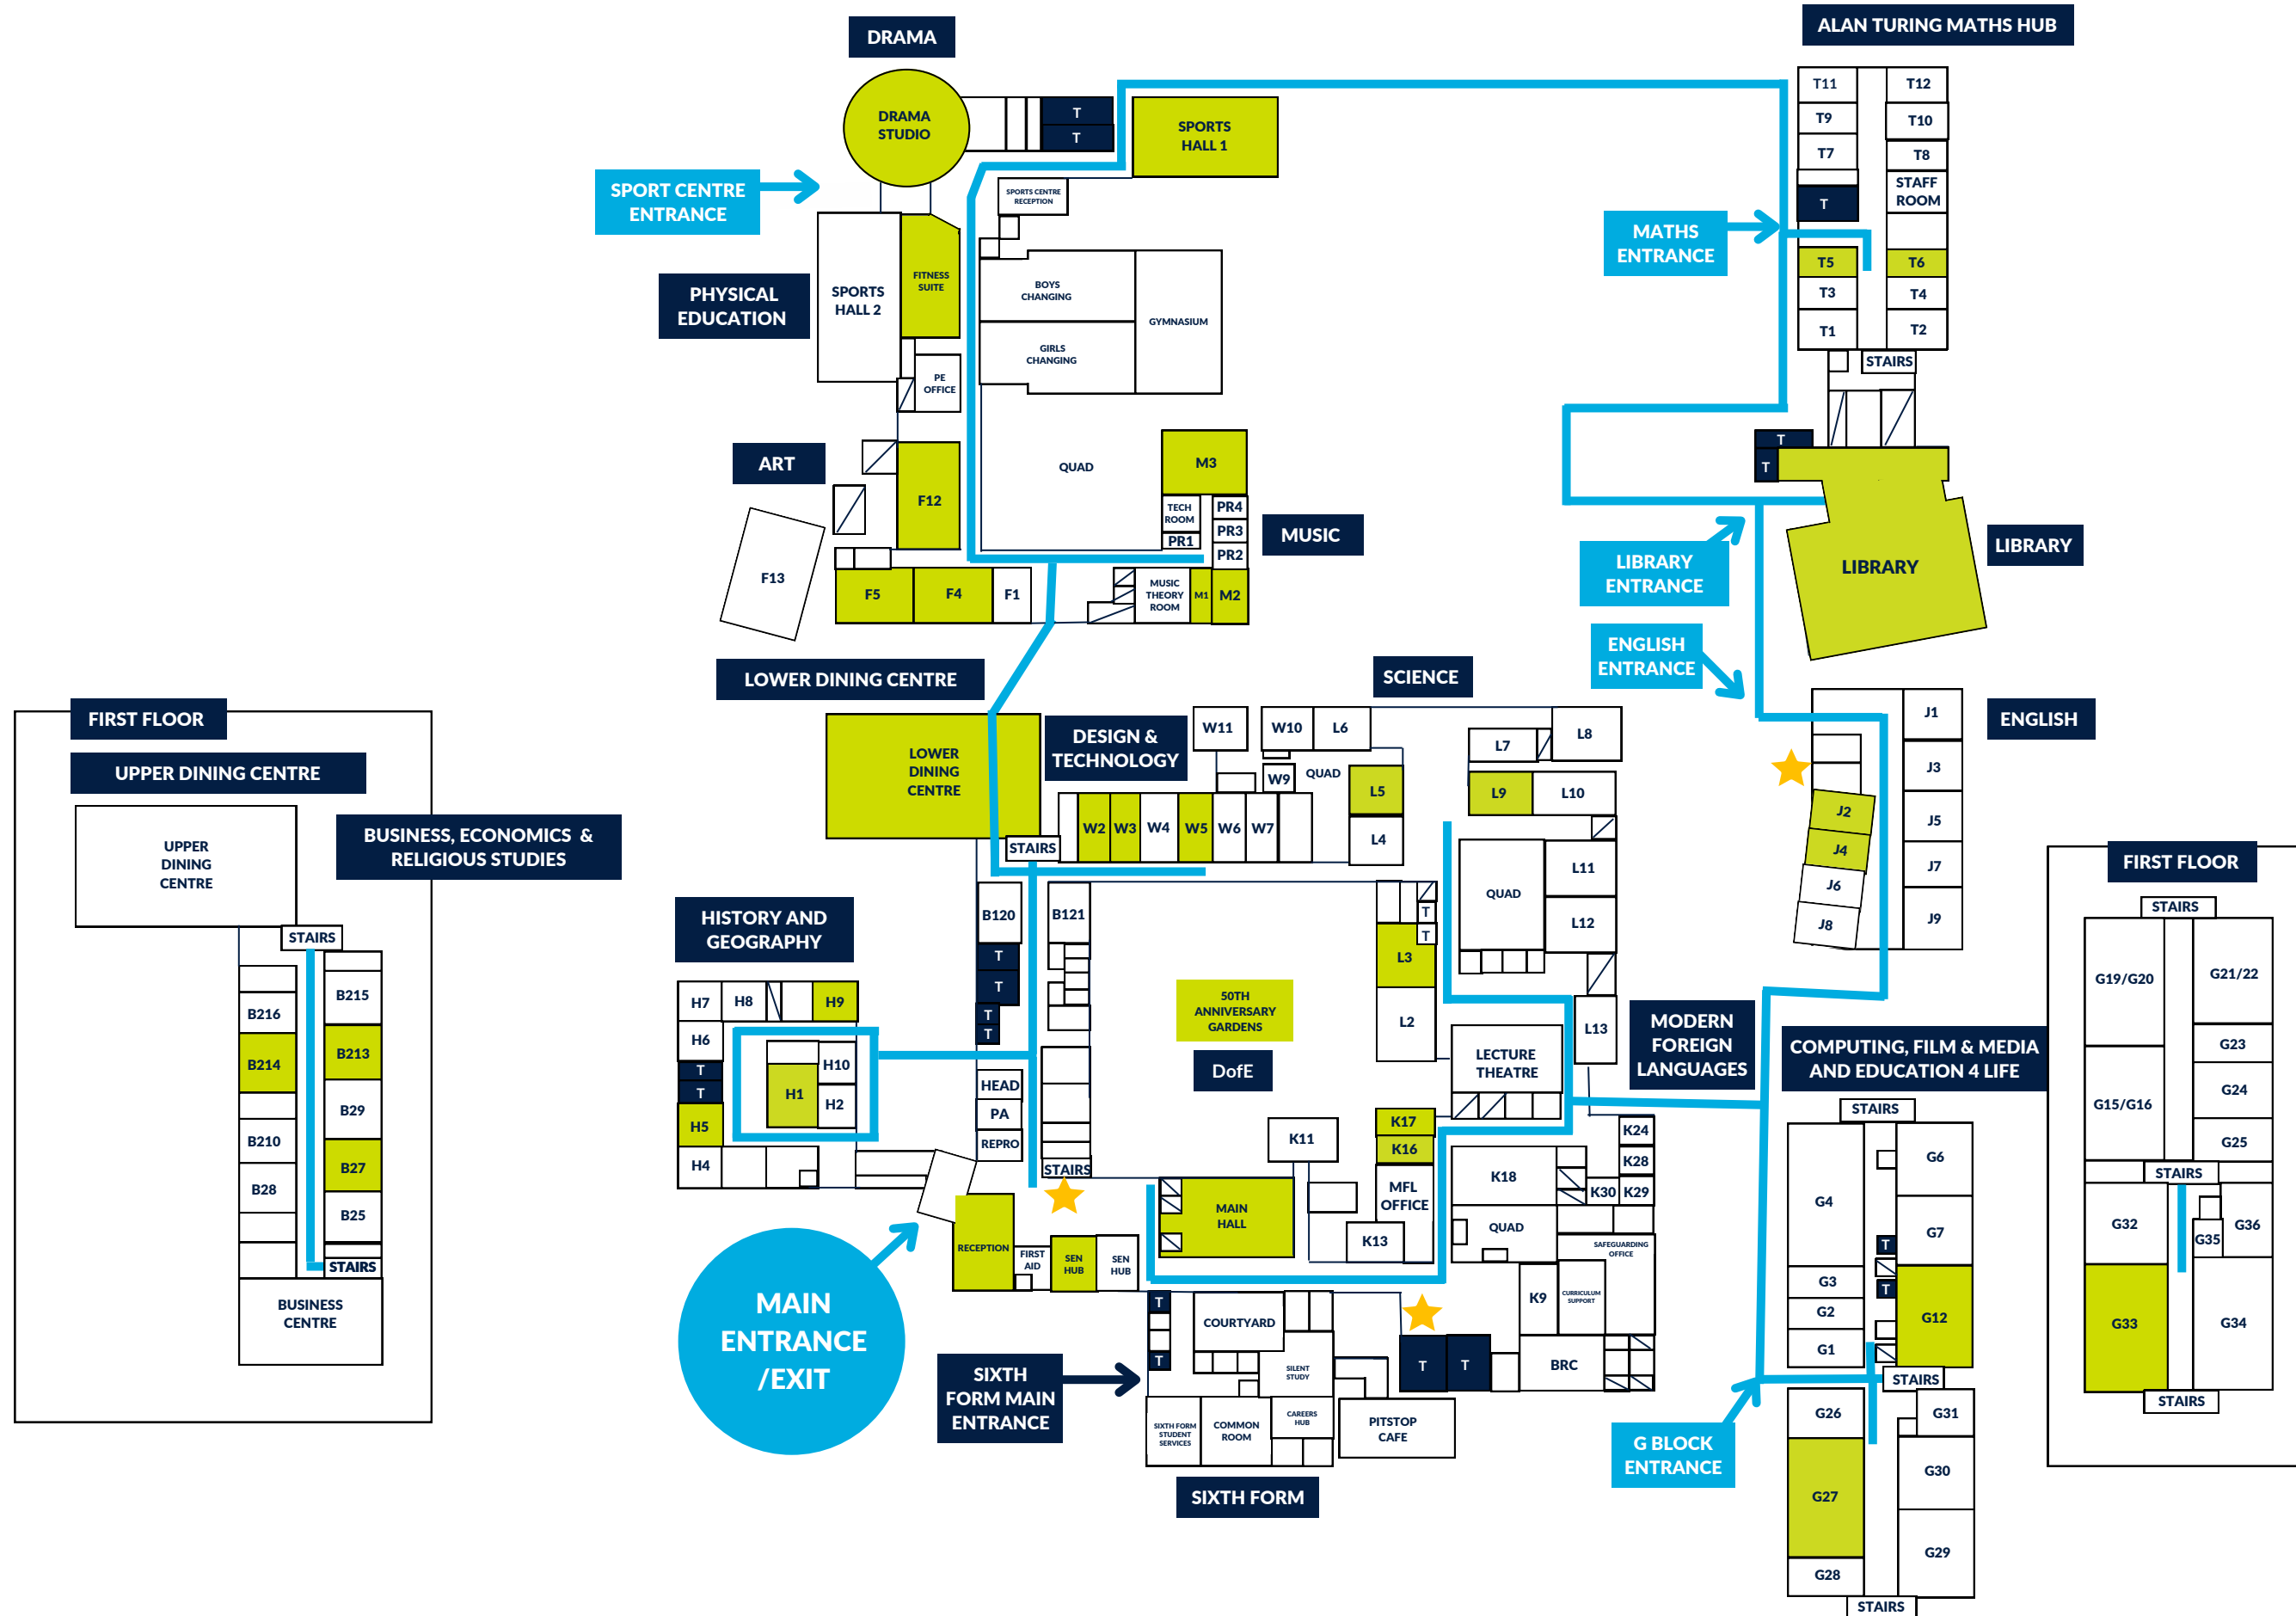 DRAMA
ALAN TURING MATHS HUB
DRAMA
STUDIO
T
T
SPORTS
HALL 1
SPORT CENTRE
ENTRANCE
SPORTS CENTRE
RECEPTION
PHYSICAL
EDUCATION
SPORTS
HALL 2
FITNESS
SUITE
BOYS
CHANGING
GIRLS
CHANGING
GYMNASIUM
PE
OFFICE
MATHS
ENTRANCE
T11
T12
T9
T10
T7
T8
STAFF
ROOM
T
T5
T6
T3
T4
T1
T2
STAIRS
T
T
ART
F12
F13
F5
F4
F1
QUAD
M3
TECH
ROOM
PR1
PR4
PR3
PR2
MUSIC
MUSIC
THEORY
ROOM
M1
M2
LIBRARY
ENTRANCE
LIBRARY
LIBRARY
ENGLISH
ENTRANCE
ENGLISH
J1
J3
J5
J7
J9
J2
J4
J6
J8
LOWER DINING CENTRE
LOWER
DINING
CENTRE
DESIGN &
TECHNOLOGY
SCIENCE
W11
W10
L6
W9
QUAD
L5
L4
W2
W3
W4
W5
W6
W7
STAIRS
L7
L8
L9
L10
QUAD
L11
L12
L13
T
T
L3
L2
LECTURE
THEATRE
FIRST FLOOR
UPPER DINING CENTRE
UPPER
DINING
CENTRE
BUSINESS, ECONOMICS &
RELIGIOUS STUDIES
STAIRS
B215
B216
B213
B214
B29
B210
B27
B28
B25
STAIRS
BUSINESS
CENTRE
HISTORY AND
GEOGRAPHY
H7
H8
H9
H6
T
T
H5
H4
H1
H10
H2
B120
B121
T
T
T
T
HEAD
PA
REPRO
STAIRS
50TH
ANNIVERSARY
GARDENS
DofE
MAIN
ENTRANCE
/EXIT
RECEPTION
FIRST
AID
SEN
HUB
SEN
HUB
MAIN
HALL
K11
K17
K16
MFL
OFFICE
K13
K18
K24
K28
K30
K29
QUAD
SAFEGUARDING
OFFICE
K9
CURRICULUM
SUPPORT
BRC
T
T
MODERN
FOREIGN
LANGUAGES
SIXTH
FORM MAIN
ENTRANCE
T
T
COURTYARD
SILENT
STUDY
SIXTH FORM
STUDENT
SERVICES
COMMON
ROOM
CAREERS
HUB
PITSTOP
CAFE
SIXTH FORM
COMPUTING, FILM & MEDIA
AND EDUCATION 4 LIFE
STAIRS
G4
G6
G7
T
T
G3
G2
G1
G12
STAIRS
G BLOCK
ENTRANCE
G26
G31
G27
G30
G29
G28
STAIRS
FIRST FLOOR
STAIRS
G19/G20
G21/22
G23
G24
G15/G16
G25
STAIRS
G32
G35
G36
G33
G34
STAIRS